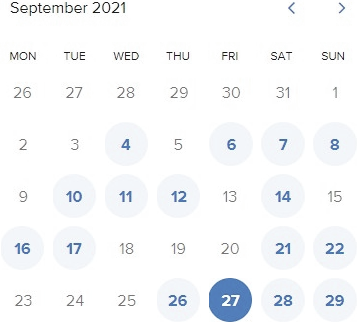 September 2021
MON TUE WED THU FRI SAT SUN
26 27 28 29 30 31 1
2 3 4 5 6 7 8
9 10 11 12 13 14 15
16 17 18 19 20 21 22
23 24 25 26 27 28 29